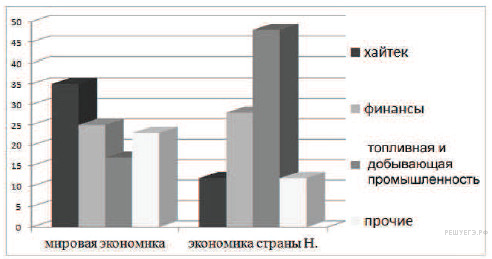 50
45
40
35
30
25
20
15
10
5
0
мировая экономика
экономика страны Н.
хайтек
финансы
топливная и
добывающая
промышленность
прочие
РЕШУЕГЭ.РФ